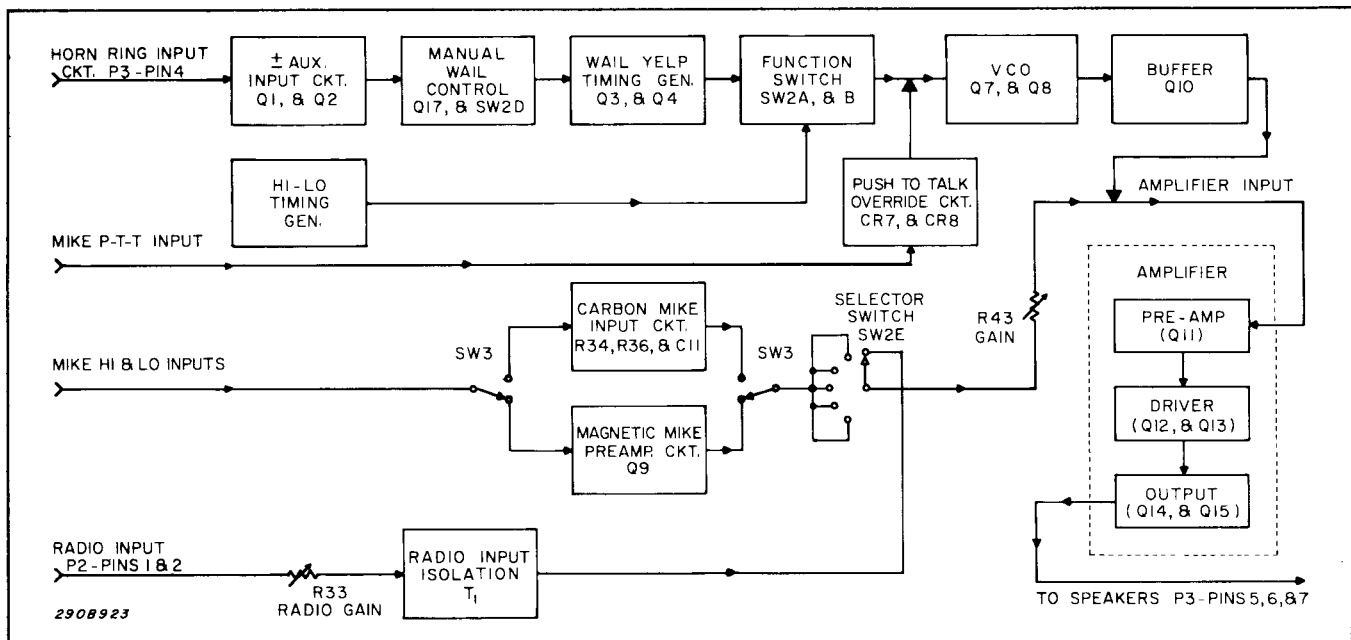 HORN RING INPUT
CKT. P3-PIN4
± AUX.
INPUT CKT.
Q1, & Q2
MANUAL
WAIL
CONTROL
Q17, & SW2D
WAIL YELP
TIMING GEN.
Q3, & Q4
FUNCTION
SWITCH
SW2A, & B
VCO
Q7, & Q8
BUFFER
Q10
HI-LO
TIMING
GEN.
PUSH TO TALK
OVERRIDE CKT.
CR7, & CR8
AMPLIFIER INPUT
MIKE P-T-T INPUT
AMPLIFIER
PRE-AMP
(Q11)
DRIVER
(Q12, & Q13)
OUTPUT
(Q14, & Q15)
MIKE HI & LO INPUTS
SW3
CARBON MIKE
INPUT CKT.
R34, R36, & C11
MAGNETIC MIKE
PREAMP. CKT.
Q9
SW3
SELECTOR
SWITCH
SW2E
R43
GAIN
RADIO INPUT
P2-PINS 1 & 2
R33
RADIO GAIN
RADIO INPUT
ISOLATION
T1
TO SPEAKERS P3-PINS 5, 6, & 7
290B923